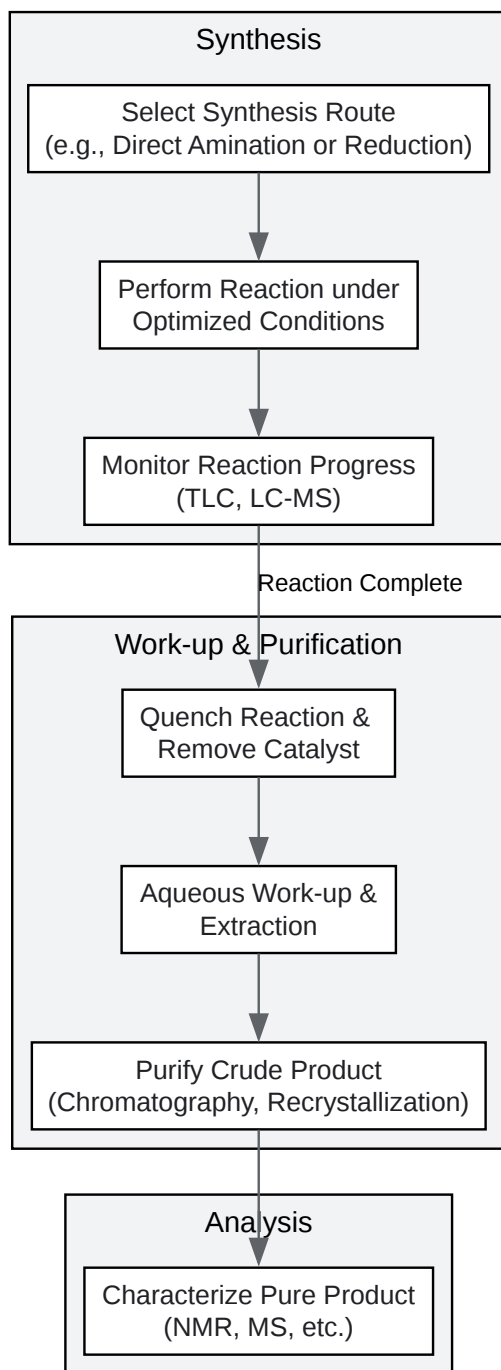 Synthesis
Select Synthesis Route
(e.g., Direct Amination or Reduction)
Perform Reaction under
Optimized Conditions
Monitor Reaction Progress
(TLC, LC-MS)
Reaction Complete
Work-up & Purification
Quench Reaction &
Remove Catalyst
Aqueous Work-up &
Extraction
Purify Crude Product
(Chromatography, Recrystallization)
Analysis
Characterize Pure Product
(NMR, MS, etc.)